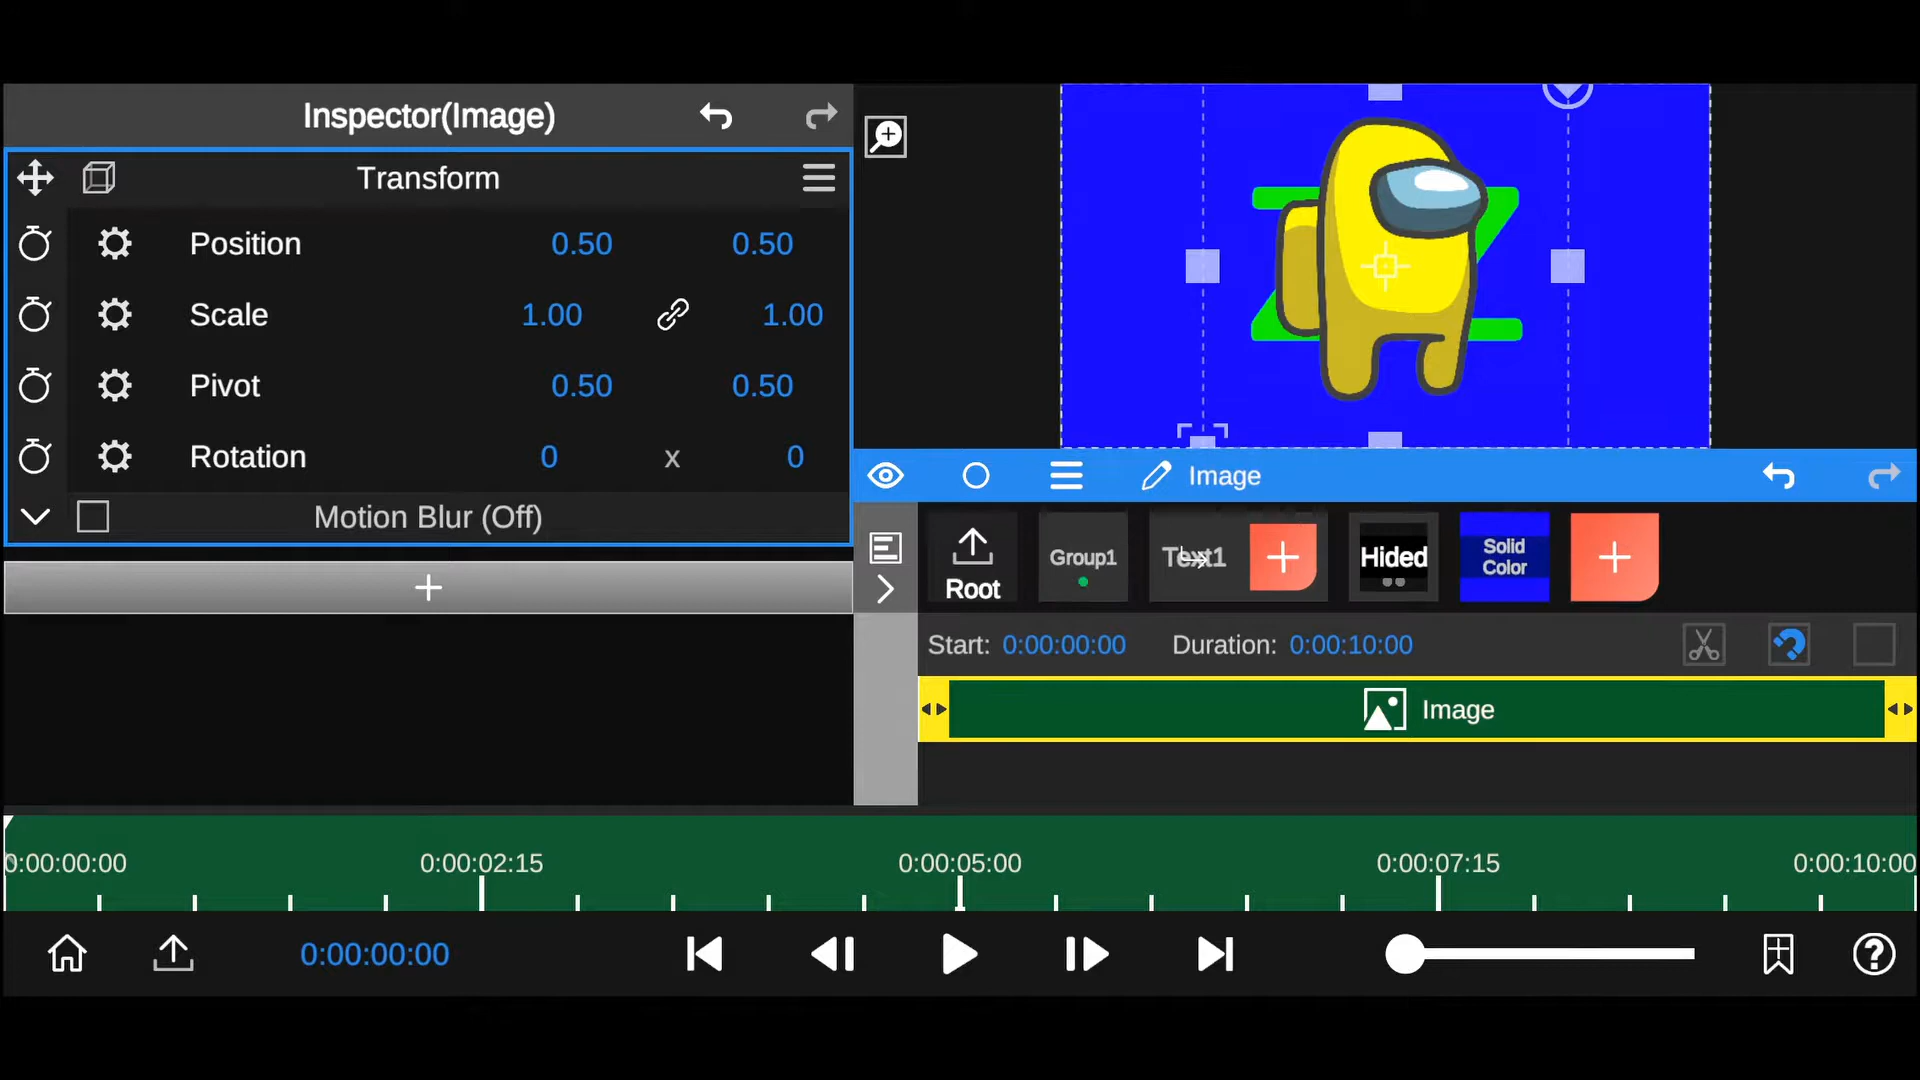 Inspector(Image)
Transform
Position 0.50 0.50
Scale 1.00 1.00
Pivot 0.50 0.50
Rotation 0 x 0
Motion Blur (Off)
Image
Root
Group1
Text1
Hided
Solid
Color
Start: 0:00:00:00 Duration: 0:00:10:00
Image
0:00:00:00 0:00:02:15 0:00:05:00 0:00:07:15 0:00:10:00
0:00:00:00